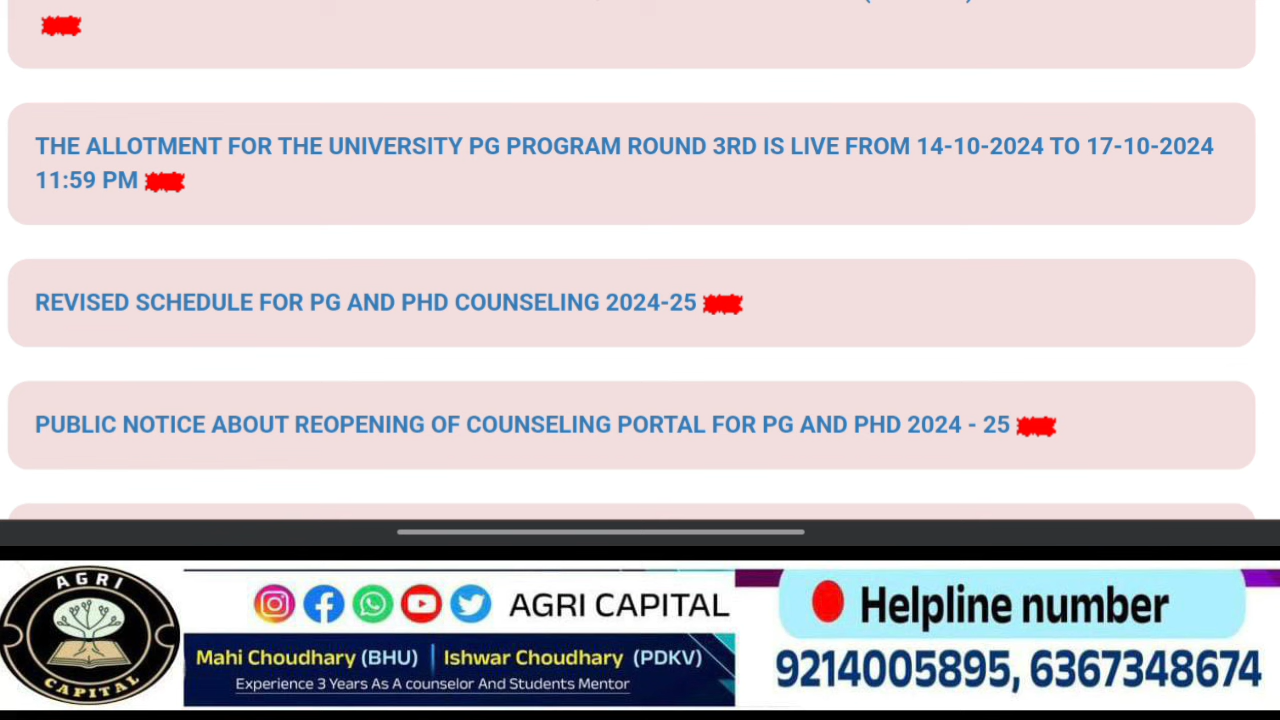 THE ALLOTMENT FOR THE UNIVERSITY PG PROGRAM ROUND 3RD IS LIVE FROM 14-10-2024 TO 17-10-2024
11:59 PM
REVISED SCHEDULE FOR PG AND PHD COUNSELING 2024-25
PUBLIC NOTICE ABOUT REOPENING OF COUNSELING PORTAL FOR PG AND PHD 2024 - 25
AGRI
CAPITAL
AGRI CAPITAL
Mahi Choudhary (BHU) | Ishwar Choudhary (PDKV)
Experience 3 Years As A counselor And Students Mentor
Helpline number
9214005895, 6367348674